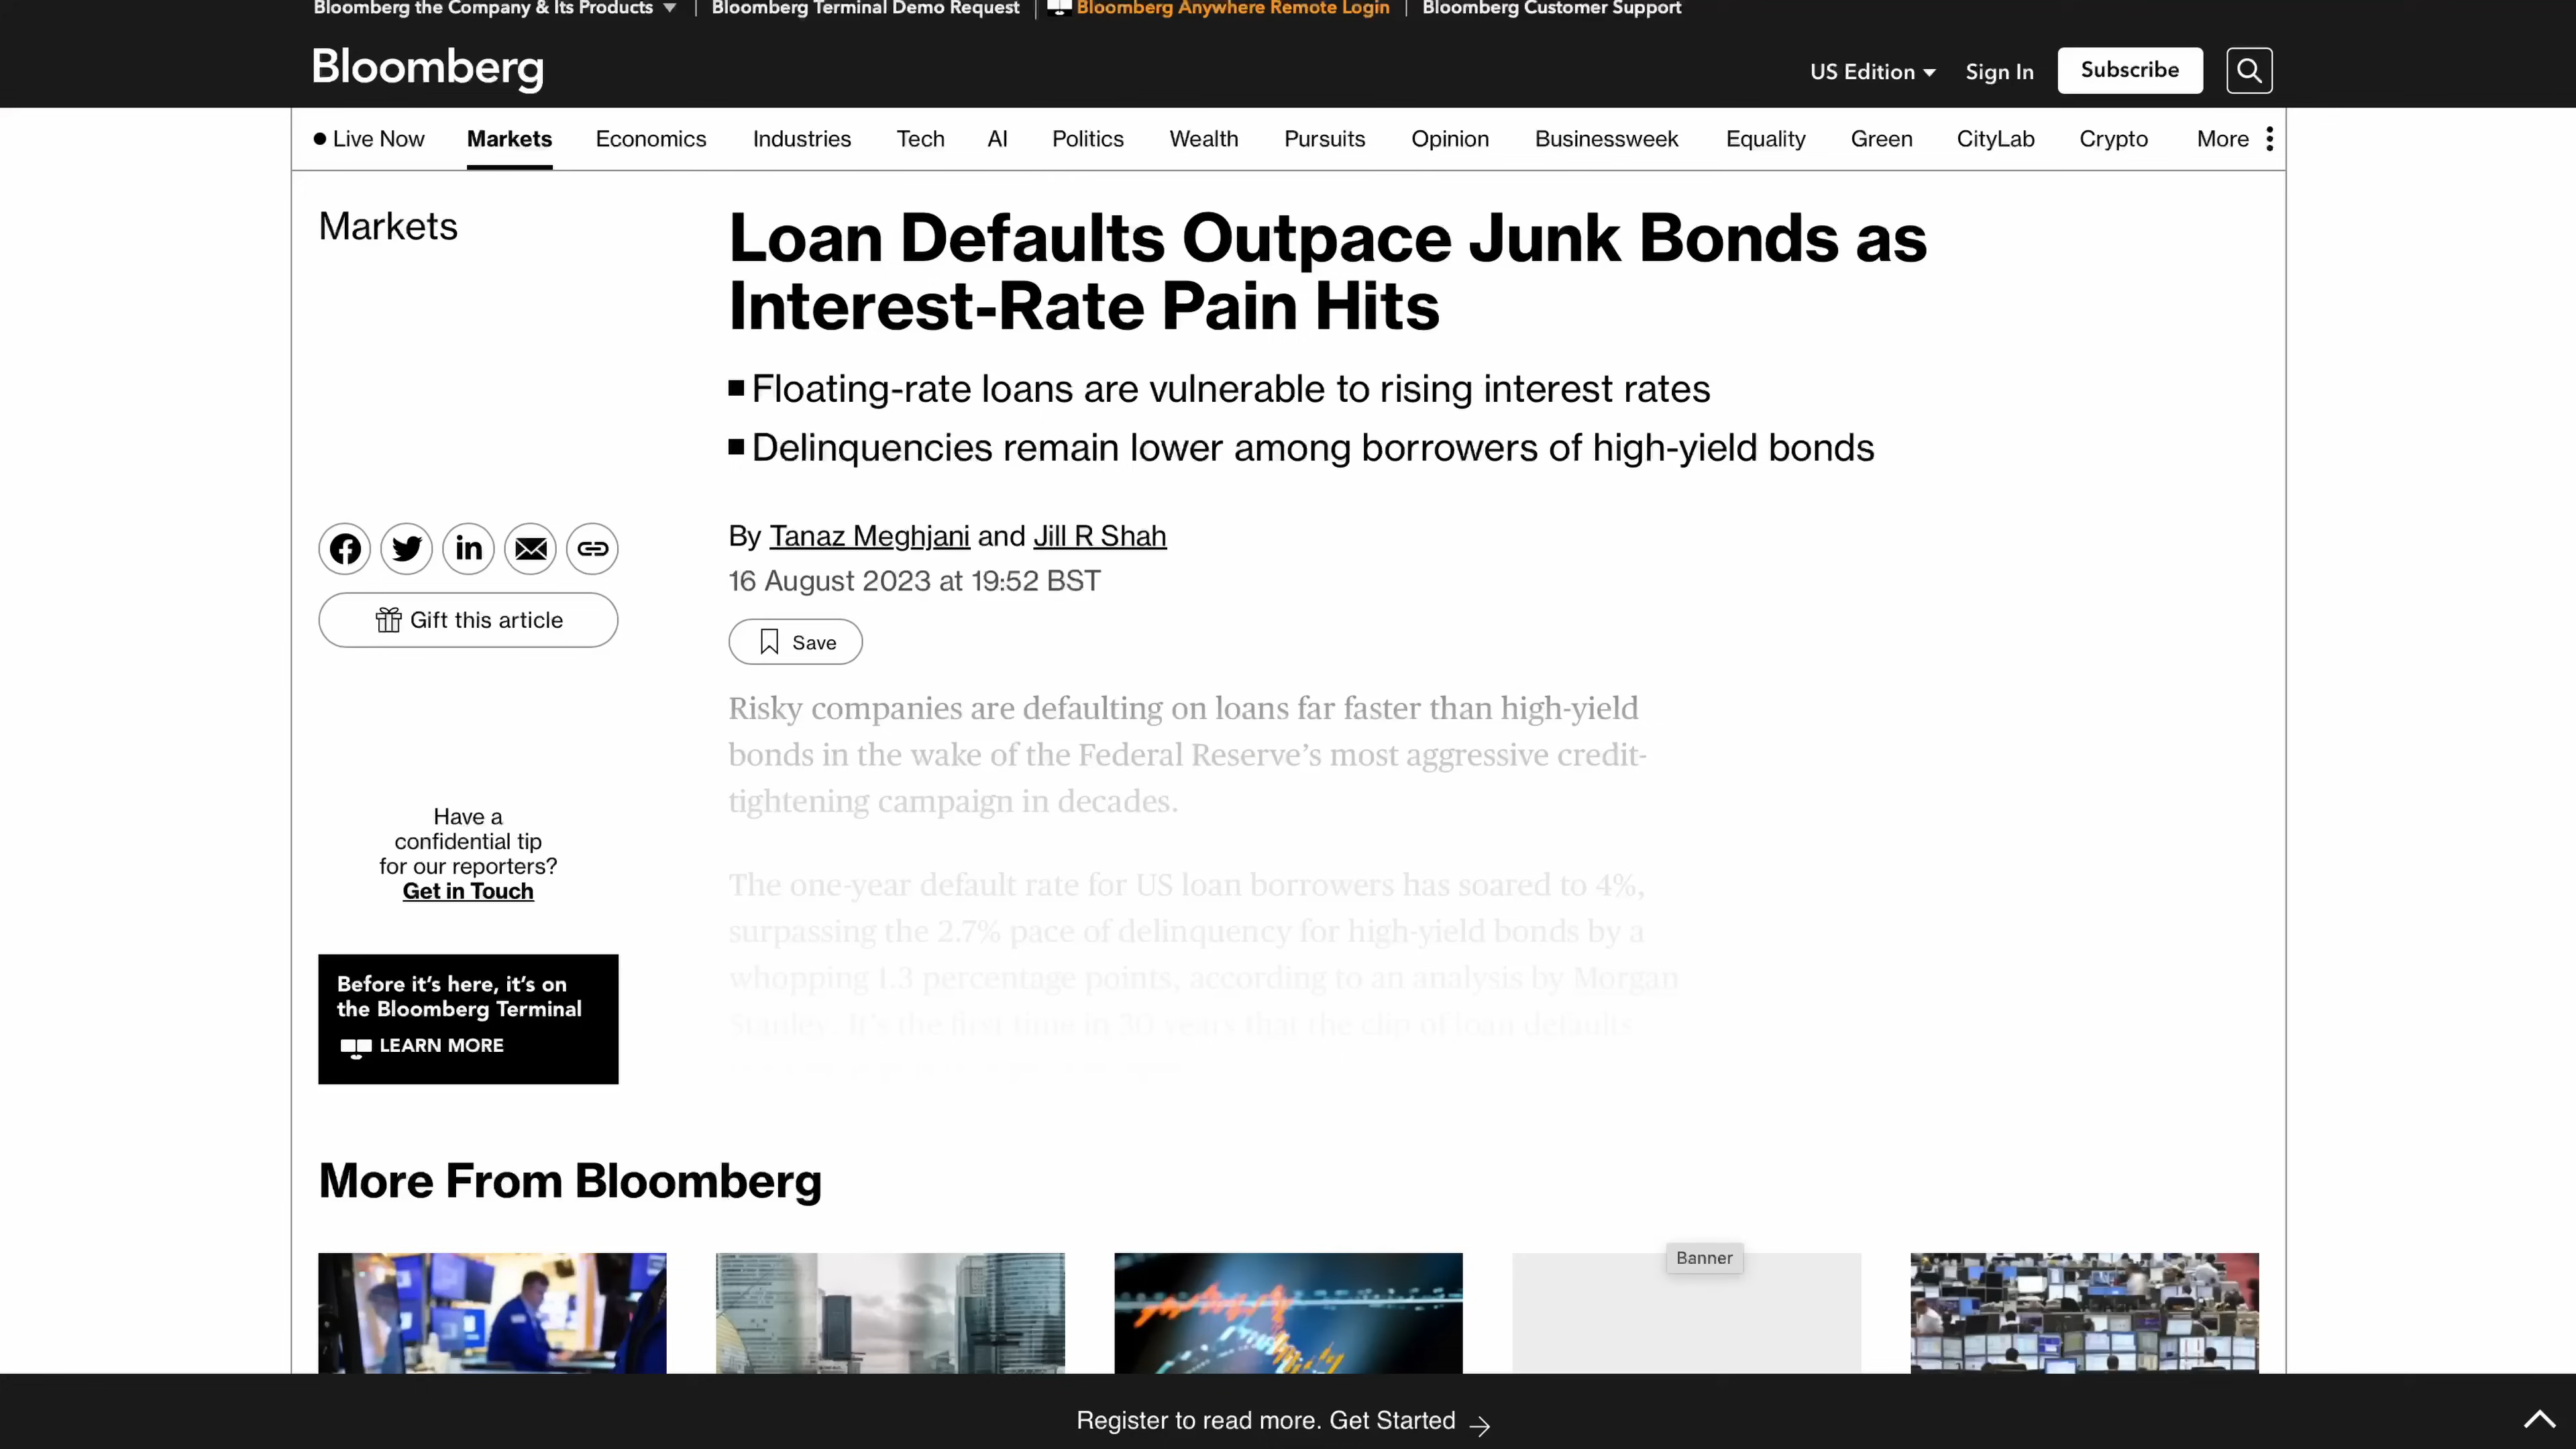 Bloomberg the Company & Its Products
Bloomberg Terminal Demo Request
Bloomberg Anywhere Remote Login
Bloomberg Customer Support
Bloomberg
US Edition
Sign In
Subscribe
Live Now
Markets
Economics
Industries
Tech
AI
Politics
Wealth
Pursuits
Opinion
Businessweek
Equality
Green
CityLab
Crypto
More
Markets
Loan Defaults Outpace Junk Bonds as
Interest-Rate Pain Hits
Floating-rate loans are vulnerable to rising interest rates
Delinquencies remain lower among borrowers of high-yield bonds
By Tanaz Meghjani and Jill R Shah
16 August 2023 at 19:52 BST
Gift this article
Save
Risky companies are defaulting on loans far faster than high-yield
bonds in the wake of the Federal Reserve’s most aggressive credit-
tightening campaign in decades.
Have a
confidential tip
for our reporters?
Get in Touch
The one-year default rate for US loan borrowers has soared to 4%,
surpassing the 2.7% pace of delinquency for high-yield bonds by a
whopping 1.3 percentage points, according to an analysis by Morgan
Stanley. It’s the first time in 30 years that the clip of loan defaults
Before it’s here, it’s on
the Bloomberg Terminal
LEARN MORE
More From Bloomberg
Banner
Register to read more. Get Started